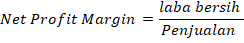 Net Profit Margin = laba bersih / Penjualan